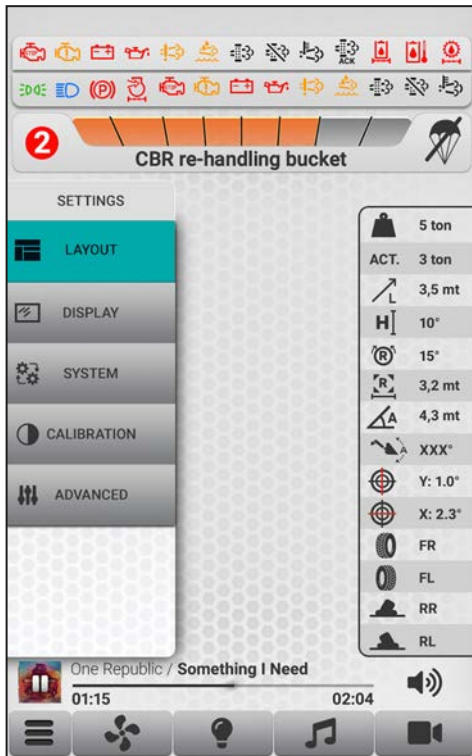 ACK
P
2
CBR re-handling bucket
SETTINGS
LAYOUT
DISPLAY
SYSTEM
CALIBRATION
ADVANCED
5 ton
ACT. 3 ton
L 3,5 mt
H 10°
R 15°
R 3,2 mt
A 4,3 mt
A XXX°
Y: 1.0°
X: 2.3°
FR
FL
RR
RL
One Republic / Something I Need
01:15 02:04